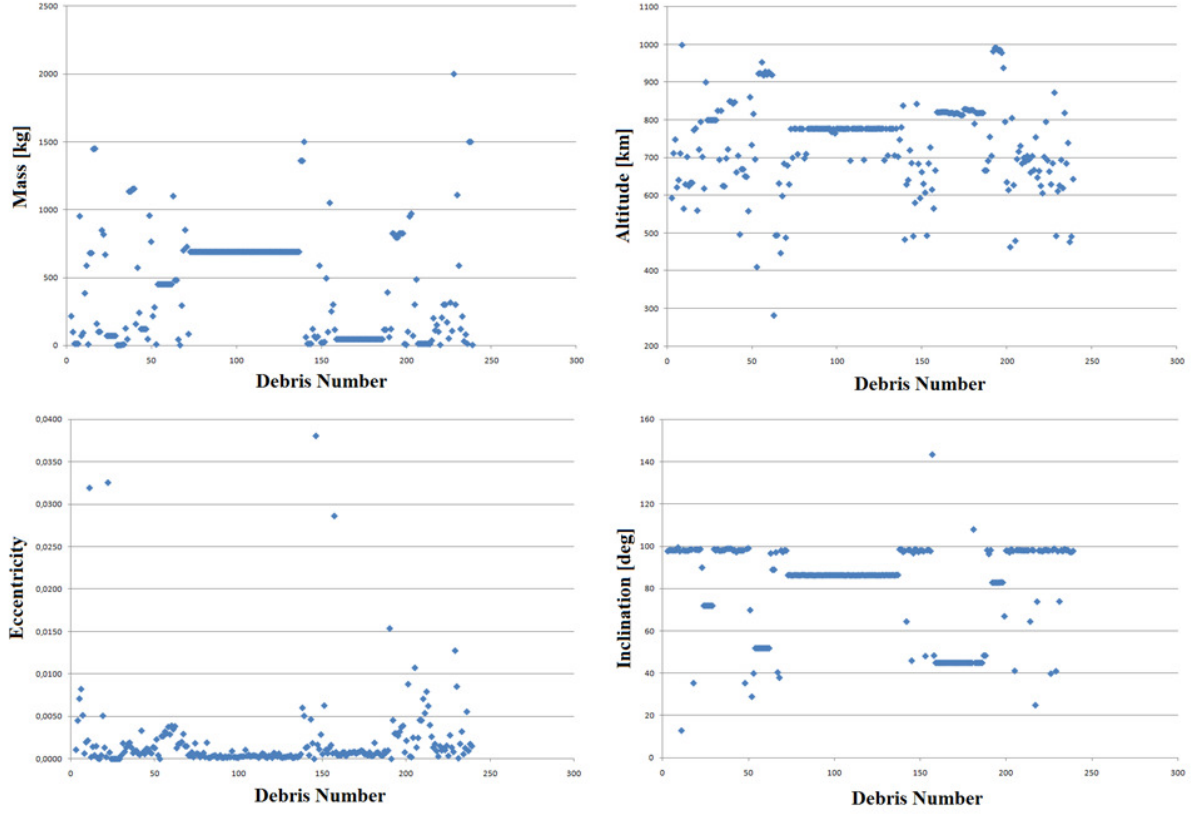 2500
2000
1500
1000
500
0
0 50 100 150 200 250 300
Mass [kg]
Debris Number
1100
1000
900
800
700
600
500
400
300
200
0 50 100 150 200 250 300
Altitude [km]
Debris Number
0,0400
0,0350
0,0300
0,0250
0,0200
0,0150
0,0100
0,0050
0,0000
0 50 100 150 200 250 300
Eccentricity
Debris Number
160
140
120
100
80
60
40
20
0
0 50 100 150 200 250 300
Inclination [deg]
Debris Number